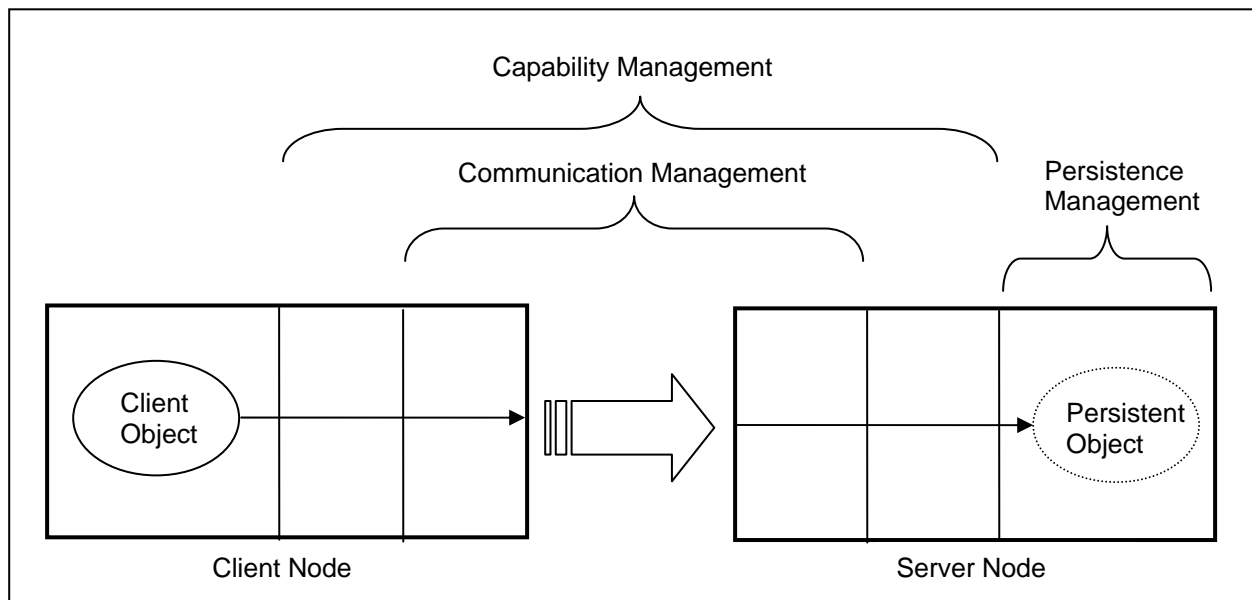 Capability Management
Communication Management
Persistence
Management
Client
Object
Persistent
Object
Client Node
Server Node